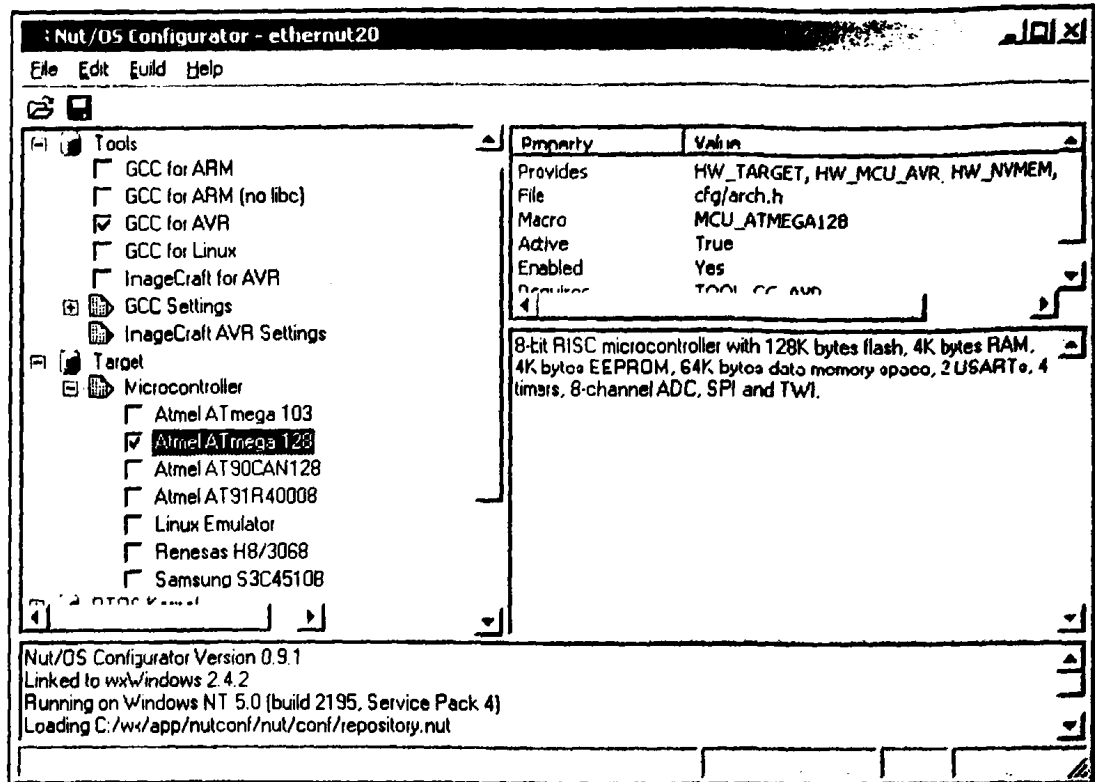 Nut/OS Configurator - ethernut20
File Edit Build Help
Tools
GCC for ARM
GCC for ARM (no libc)
GCC for AVR
GCC for Linux
ImageCraft for AVR
GCC Settings
ImageCraft AVR Settings
Target
Microcontroller
Atmel ATmega 103
Atmel ATmega 128
Atmel AT90CAN128
Atmel AT91R40008
Linux Emulator
Renesas H8/3068
Samsung S3C4510B
Property Value
Provides HW_TARGET, HW_MCU_AVR, HW_NVMEM,
File cfg/arch.h
Macro MCU_ATMEGA128
Active True
Enabled Yes
8-bit RISC microcontroller with 128K bytes flash, 4K bytes RAM,
4K bytes EEPROM, 64K bytes data memory space, 2 USARTs, 4
timers, 8-channel ADC, SPI and TWI.
Nut/OS Configurator Version 0.9.1
Linked to wxWindows 2.4.2
Running on Windows NT 5.0 (build 2195, Service Pack 4)
Loading C:/wx/app/nutconf/nut/conf/repository.nut